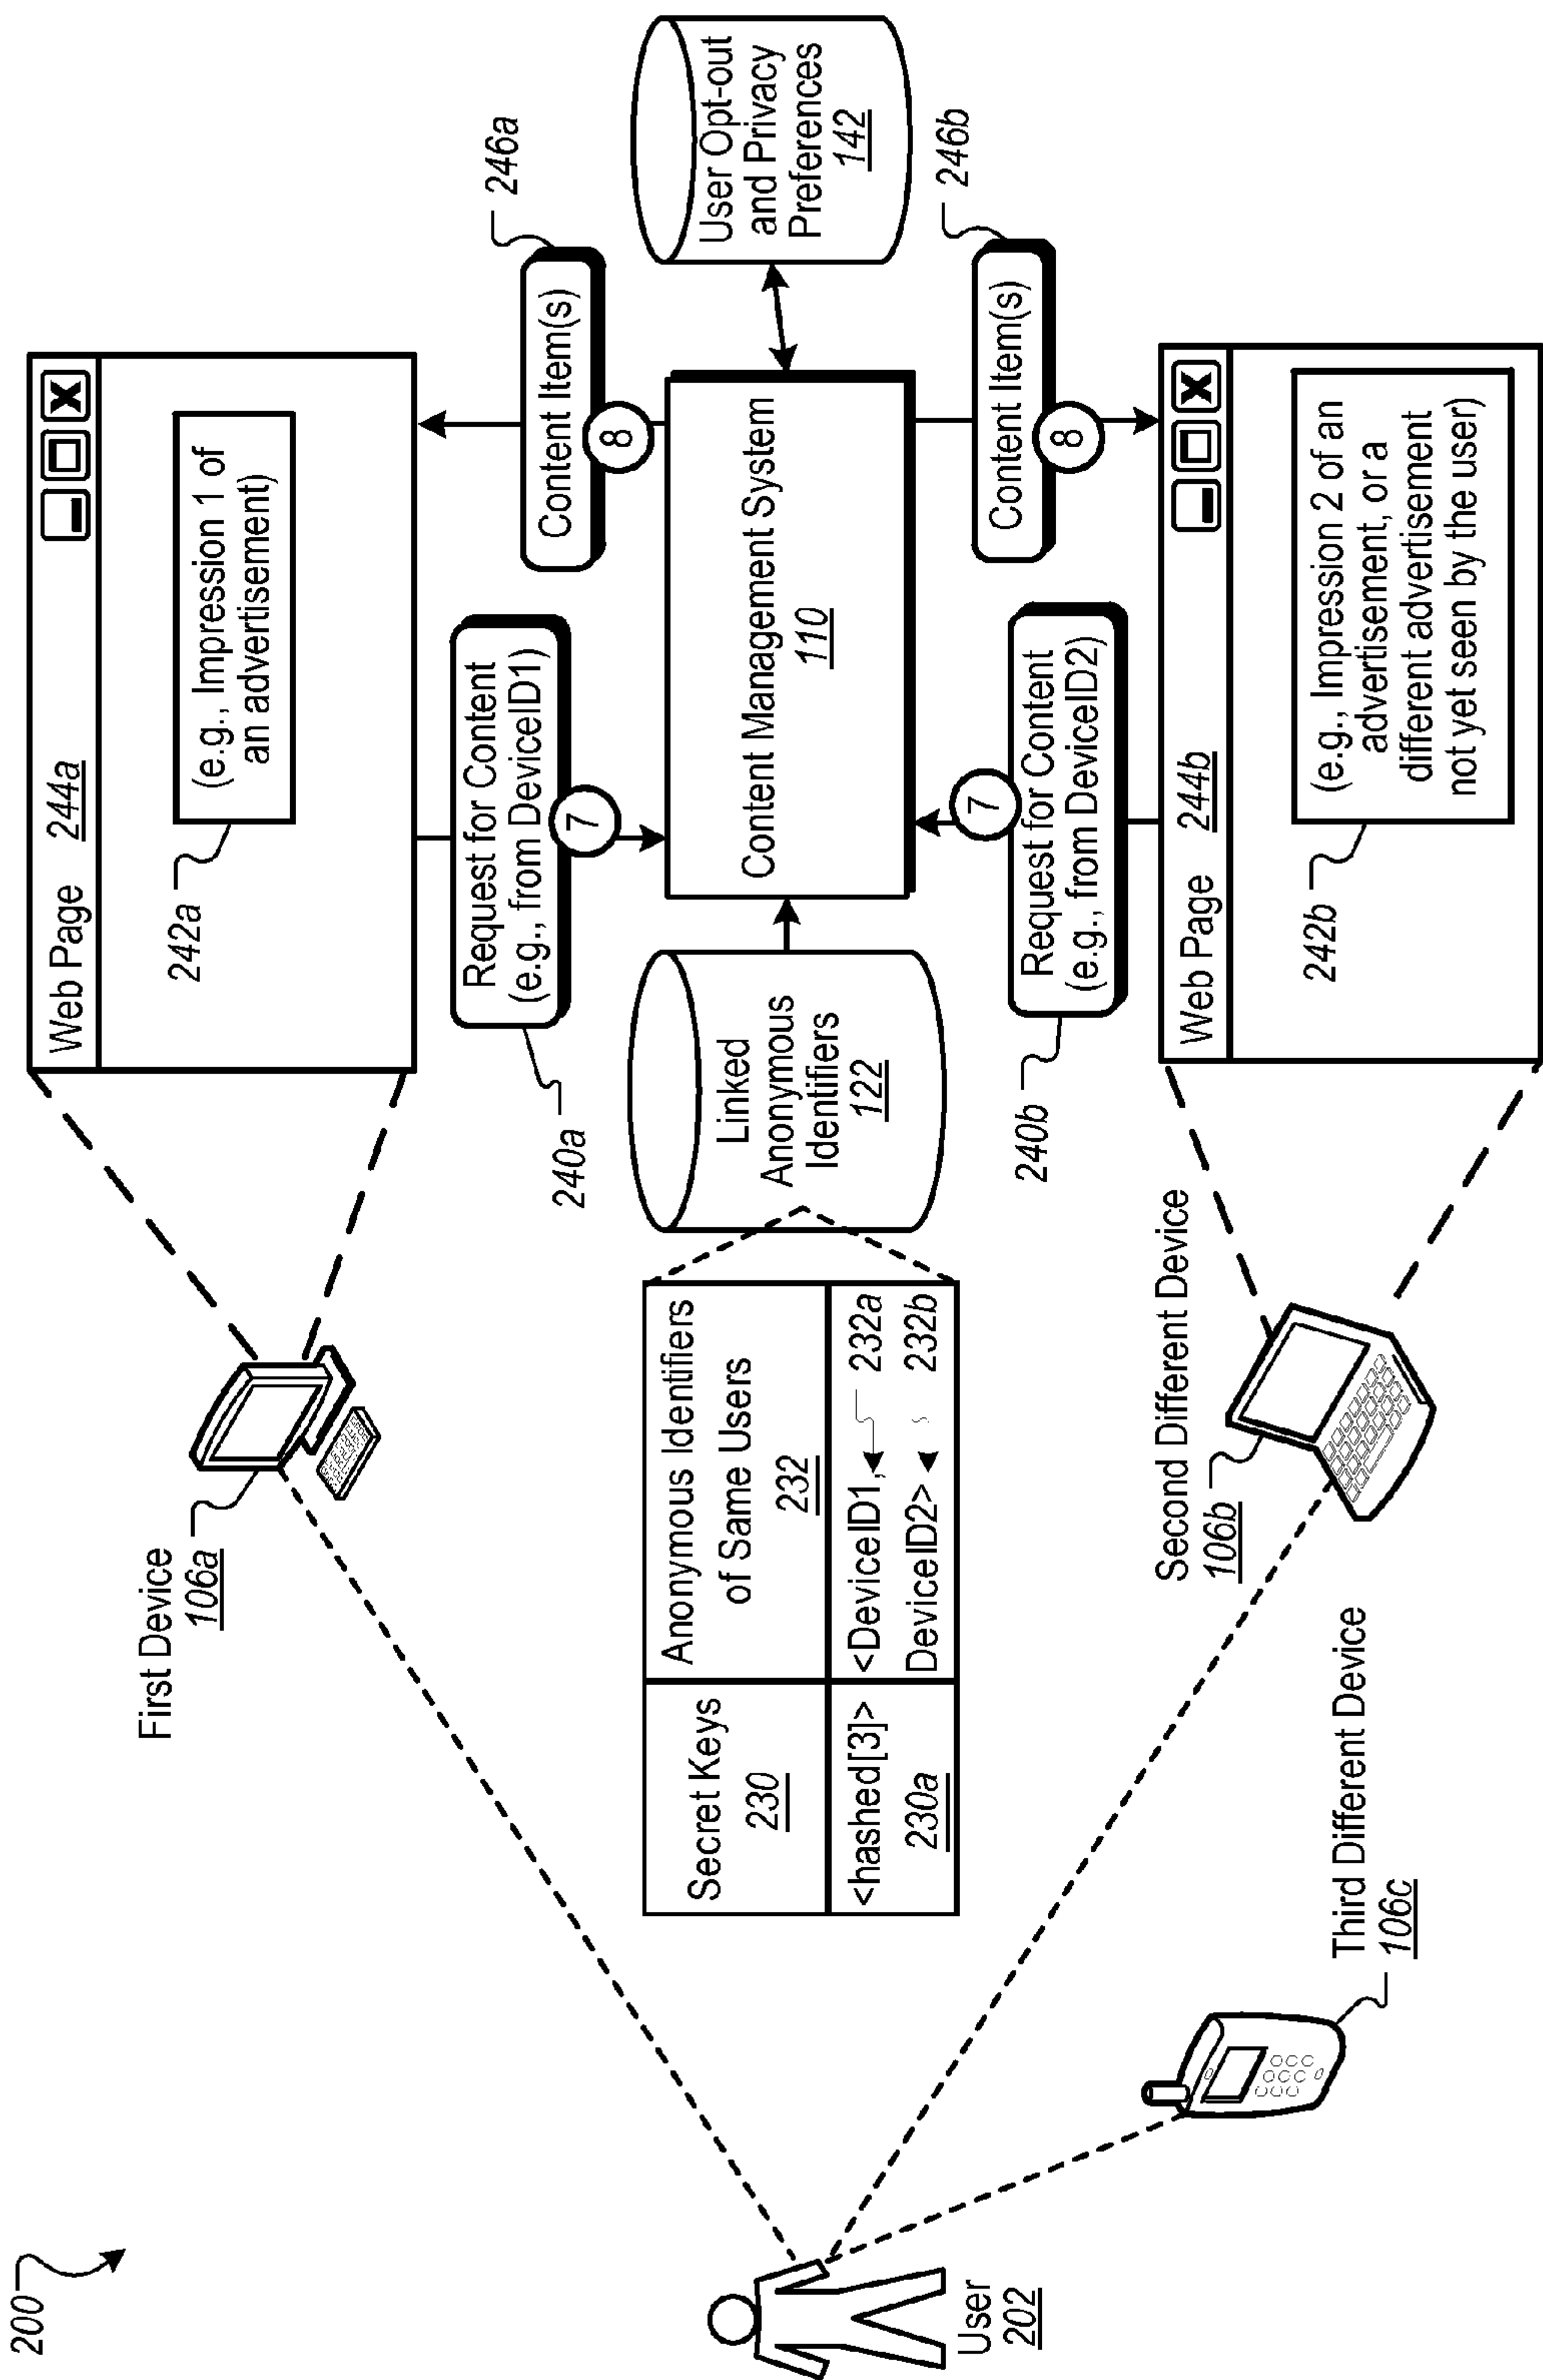 200
Web Page 244a
242a
(e.g., Impression 1 of
an advertisement)
First Device
106a
Request for Content
(e.g., from DeviceID1)
7
240a
Content Item(s)
8
246a
Secret Keys
230
Anonymous Identifiers
of Same Users
232
<hashed[3]>
230a
<DeviceID1,
232a
DeviceID2>
232b
Linked
Anonymous
Identifiers
122
Content Management System
110
User Opt-out
and Privacy
Preferences
142
User
202
7
Request for Content
(e.g., from DeviceID2)
240b
8
Content Item(s)
246b
Second Different Device
106b
Third Different Device
106c
Web Page 244b
242b
(e.g., Impression 2 of an
advertisement, or a
different advertisement
not yet seen by the user)